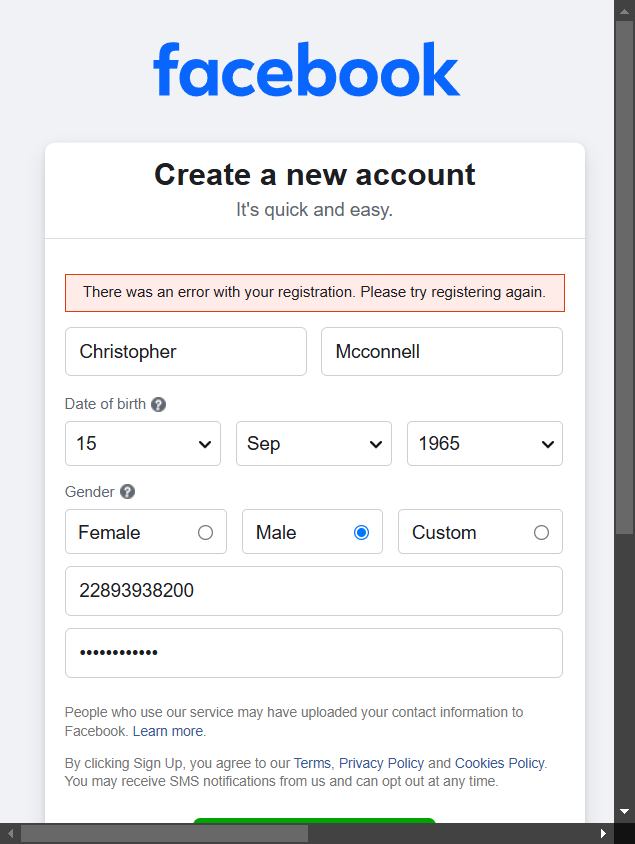 facebook
Create a new account
It's quick and easy.
There was an error with your registration. Please try registering again.
Christopher Mcconnell
Date of birth ?
15 Sep 1965
Gender ?
Female Male Custom
22893938200
••••••••••••
People who use our service may have uploaded your contact information to
Facebook. Learn more.
By clicking Sign Up, you agree to our Terms, Privacy Policy and Cookies Policy.
You may receive SMS notifications from us and can opt out at any time.